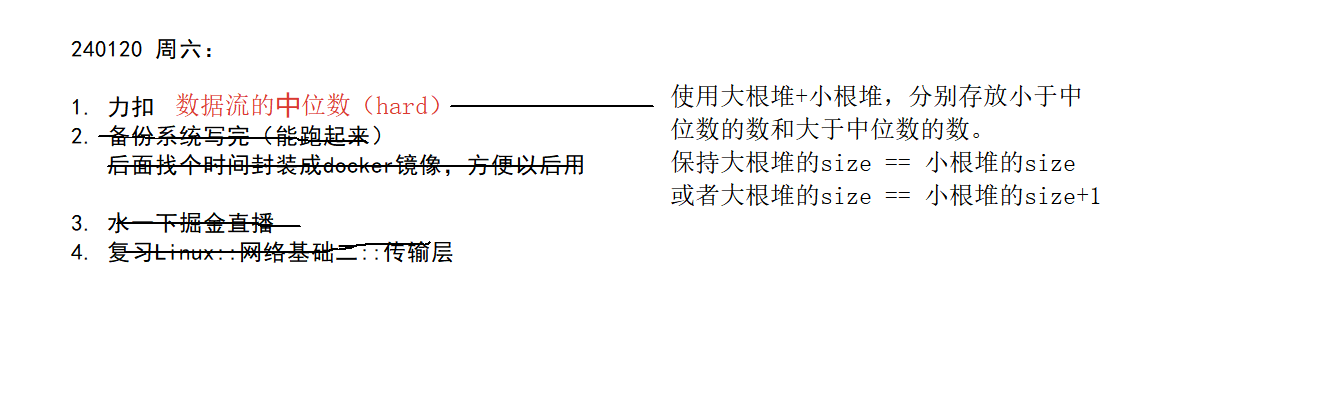 240120 周六：
1. 力扣 数据流的中位数（hard）
使用大根堆+小根堆，分别存放小于中
位数的数和大于中位数的数。
保持大根堆的size == 小根堆的size
或者大根堆的size == 小根堆的size+1
2. 备份系统写完（能跑起来）
后面找个时间封装成docker镜像，方便以后用
3. 水一下掘金直播
4. 复习Linux::网络基础二::传输层